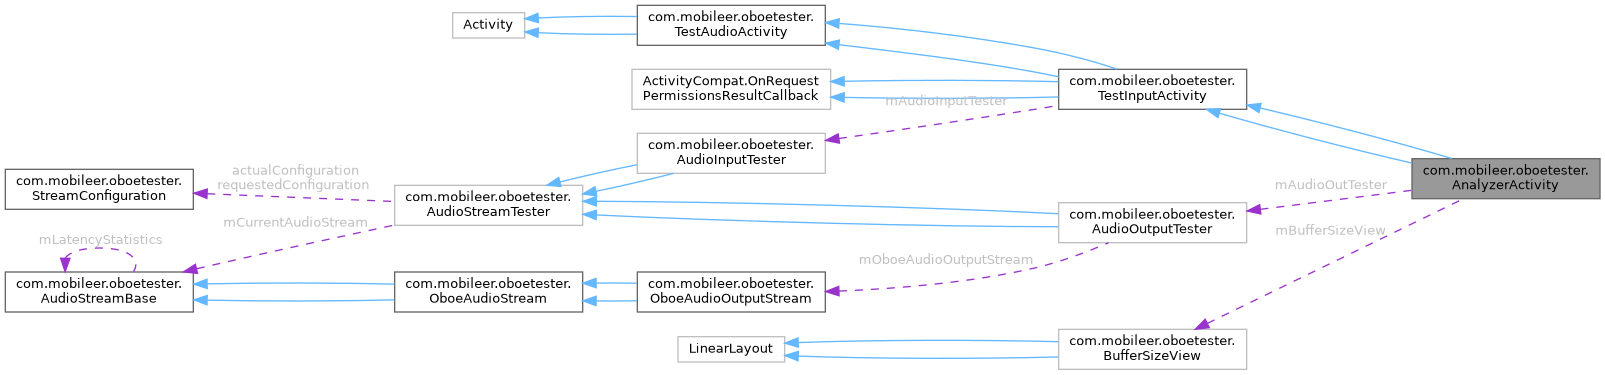 Activity
com.mobileer.oboetester.
TestAudioActivity
ActivityCompat.OnRequest
PermissionsResultCallback
com.mobileer.oboetester.
TestInputActivity
mAudioInputTester
com.mobileer.oboetester.
AudioInputTester
com.mobileer.oboetester.
AnalyzerActivity
com.mobileer.oboetester.
StreamConfiguration
actualConfiguration
requestedConfiguration
com.mobileer.oboetester.
AudioStreamTester
mAudioOutTester
com.mobileer.oboetester.
AudioOutputTester
mCurrentAudioStream
mBufferSizeView
mLatencyStatistics
mOboeAudioOutputStream
com.mobileer.oboetester.
AudioStreamBase
com.mobileer.oboetester.
OboeAudioStream
com.mobileer.oboetester.
OboeAudioOutputStream
LinearLayout
com.mobileer.oboetester.
BufferSizeView